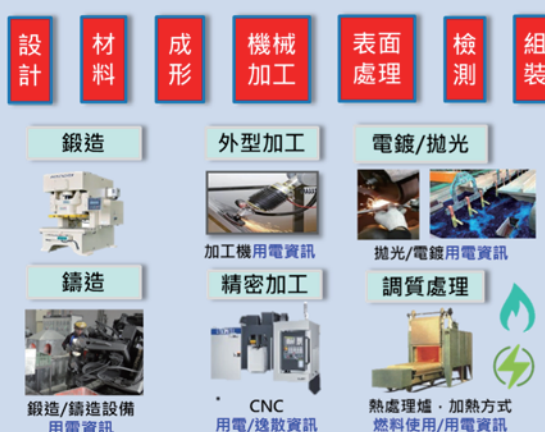 設計
材料
成形
機械加工
表面處理
檢測
組裝
鍛造
外型加工
電鍍/拋光
加工機用電資訊
拋光/電鍍用電資訊
鑄造
精密加工
調質處理
鍛造/鑄造設備
用電資訊
CNC
用電/逸散資訊
熱處理爐．加熱方式
燃料使用/用電資訊